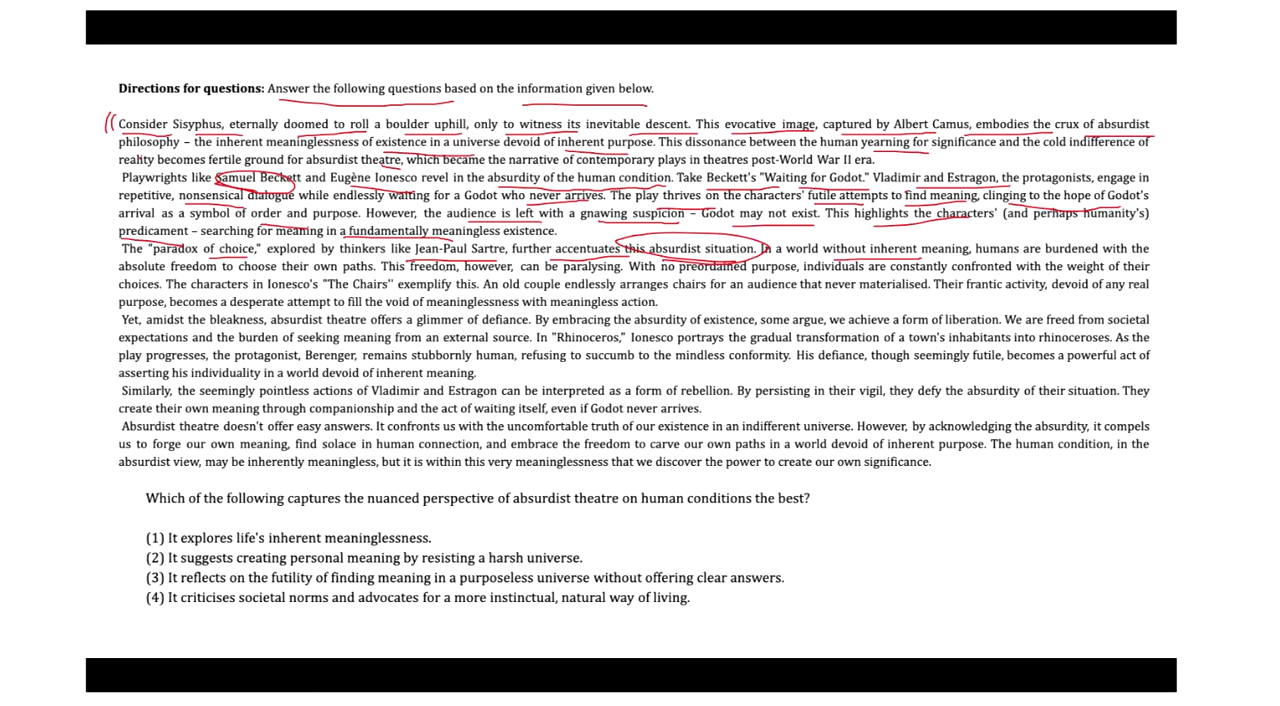 Directions for questions: Answer the following questions based on the information given below.
Consider Sisyphus, eternally doomed to roll a boulder uphill, only to witness its inevitable descent. This evocative image, captured by Albert Camus, embodies the crux of absurdist
philosophy – the inherent meaninglessness of existence in a universe devoid of inherent purpose. This dissonance between the human yearning for significance and the cold indifference of
reality becomes fertile ground for absurdist theatre, which became the narrative of contemporary plays in theatres post-World War II era.
Playwrights like Samuel Beckett and Eugène Ionesco revel in the absurdity of the human condition. Take Beckett's "Waiting for Godot." Vladimir and Estragon, the protagonists, engage in
repetitive, nonsensical dialogue while endlessly waiting for a Godot who never arrives. The play thrives on the characters' futile attempts to find meaning, clinging to the hope of Godot's
arrival as a symbol of order and purpose. However, the audience is left with a gnawing suspicion – Godot may not exist. This highlights the characters' (and perhaps humanity's)
predicament – searching for meaning in a fundamentally meaningless existence.
The "paradox of choice," explored by thinkers like Jean-Paul Sartre, further accentuates this absurdist situation. In a world without inherent meaning, humans are burdened with the
absolute freedom to choose their own paths. This freedom, however, can be paralysing. With no preordained purpose, individuals are constantly confronted with the weight of their
choices. The characters in Ionesco's "The Chairs" exemplify this. An old couple endlessly arranges chairs for an audience that never materialised. Their frantic activity, devoid of any real
purpose, becomes a desperate attempt to fill the void of meaninglessness with meaningless action.
Yet, amidst the bleakness, absurdist theatre offers a glimmer of defiance. By embracing the absurdity of existence, some argue, we achieve a form of liberation. We are freed from societal
expectations and the burden of seeking meaning from an external source. In "Rhinoceros," Ionesco portrays the gradual transformation of a town's inhabitants into rhinoceroses. As the
play progresses, the protagonist, Berenger, remains stubbornly human, refusing to succumb to the mindless conformity. His defiance, though seemingly futile, becomes a powerful act of
asserting his individuality in a world devoid of inherent meaning.
Similarly, the seemingly pointless actions of Vladimir and Estragon can be interpreted as a form of rebellion. By persisting in their vigil, they defy the absurdity of their situation. They
create their own meaning through companionship and the act of waiting itself, even if Godot never arrives.
Absurdist theatre doesn't offer easy answers. It confronts us with the uncomfortable truth of our existence in an indifferent universe. However, by acknowledging the absurdity, it compels
us to forge our own meaning, find solace in human connection, and embrace the freedom to carve our own paths in a world devoid of inherent purpose. The human condition, in the
absurdist view, may be inherently meaningless, but it is within this very meaninglessness that we discover the power to create our own significance.
Which of the following captures the nuanced perspective of absurdist theatre on human conditions the best?
(1) It explores life's inherent meaninglessness.
(2) It suggests creating personal meaning by resisting a harsh universe.
(3) It reflects on the futility of finding meaning in a purposeless universe without offering clear answers.
(4) It criticises societal norms and advocates for a more instinctual, natural way of living.